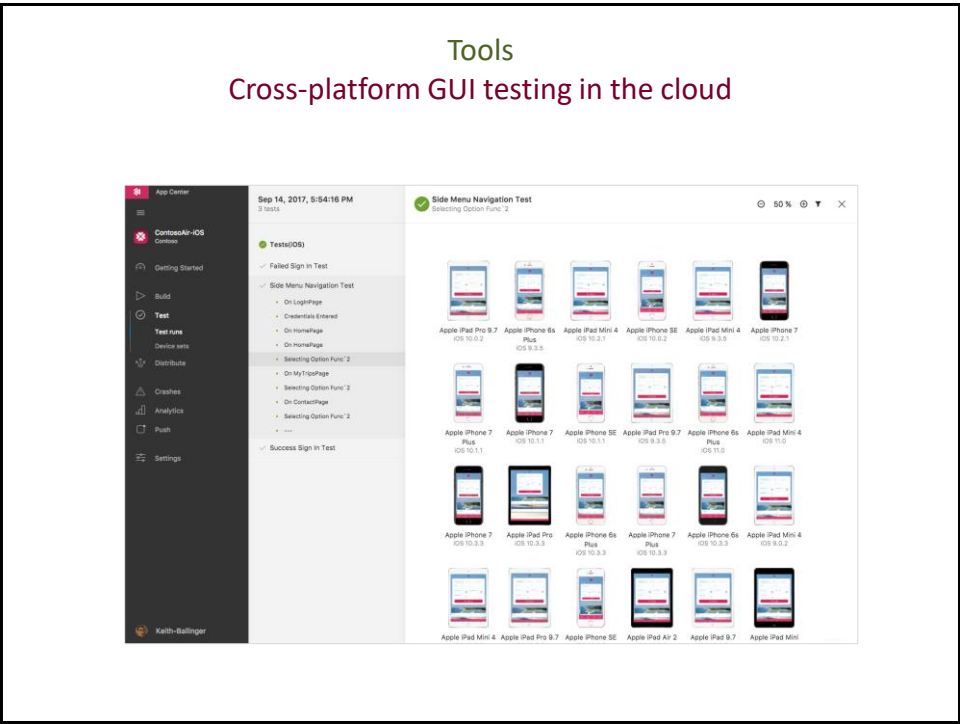 Tools
Cross-platform GUI testing in the cloud
App Center
ContosoAir-iOS
Contoso
Getting Started
Build
Test
Test runs
Device sets
Distribute
Crashes
Analytics
Push
Settings
Keith-Ballinger
Sep 14, 2017, 5:54:16 PM
3 tests
Tests(iOS)
Failed Sign In Test
Side Menu Navigation Test
On LoginPage
Credentials Entered
On HomePage
On HomePage
Selecting Option Func`2
On MyTripsPage
Selecting Option Func`2
On ContactPage
Selecting Option Func`2
Success Sign In Test
Side Menu Navigation Test
Selecting Option Func`2
50 %
Apple iPad Pro 9.7 Apple iPhone 6s Apple iPad Mini 4 Apple iPhone SE Apple iPad Mini 4 Apple iPhone 7
iOS 10.0.2 Plus iOS 10.2.1 iOS 10.0.2 iOS 9.3.5 iOS 10.2.1
iOS 9.3.5
Apple iPhone 7 Apple iPhone 7 Apple iPhone SE Apple iPad Pro 9.7 Apple iPhone 6s Apple iPad Mini 4
Plus iOS 10.1.1 iOS 10.1.1 iOS 9.3.5 Plus iOS 11.0
iOS 10.1.1 iOS 11.0
Apple iPhone 7 Apple iPad Pro Apple iPhone 6s Apple iPhone 7 Apple iPhone 6s Apple iPad Mini 4
iOS 10.3.3 iOS 10.3.3 Plus Plus iOS 10.3.3 iOS 9.0.2
iOS 10.3.3 iOS 10.3.3
Apple iPad Mini 4 Apple iPad Pro 9.7 Apple iPhone SE Apple iPad Air 2 Apple iPad 9.7 Apple iPad Mini